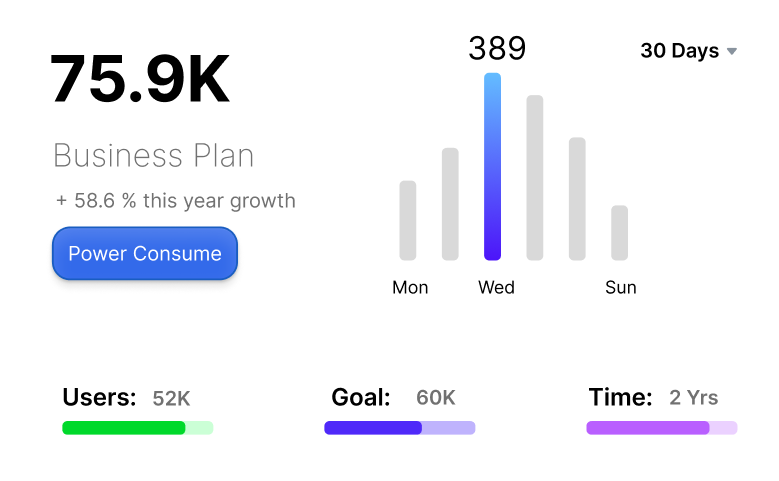 75.9K
Business Plan
+ 58.6 % this year growth
Power Consume
389
30 Days
Mon Wed Sun
Users: 52K
Goal: 60K
Time: 2 Yrs